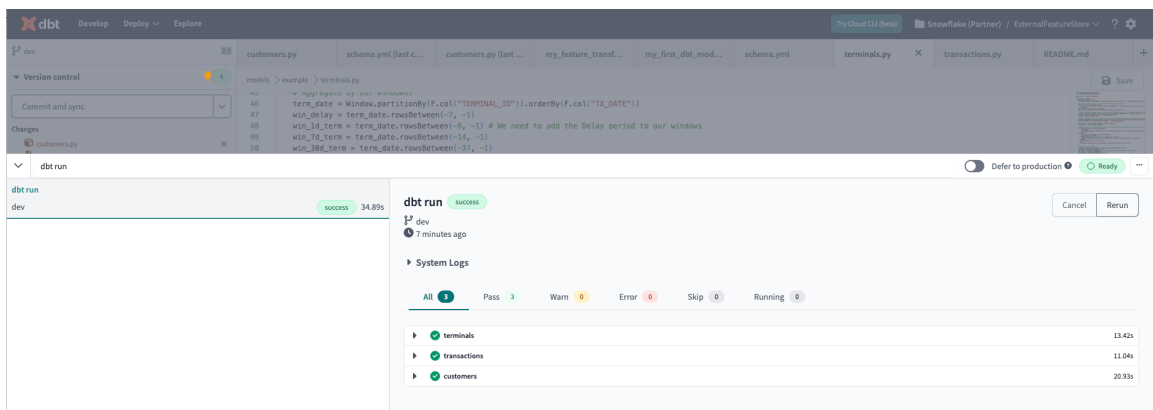 dbt Develop Deploy Explore Try Cloud CLI (beta) Snowflake (Partner) / ExternalFeatureStore ?
dev customers.py schema.yml (last c... customers.py (last ... my_feature_transf... my_first_dbt_mod... schema.yml terminals.py × transactions.py README.md +
Version control 4 models > example > terminals.py Save
45 # Aggregate by our windows.
46 term_date = Window.partitionBy(F.col("TERMINAL_ID")).orderBy(F.col("TX_DATE"))
Commit and sync 47 win_delay = term_date.rowsBetween(-7, -1)
48 win_1d_term = term_date.rowsBetween(-8, -1) # We need to add the Delay period to our windows
Changes 49 win_7d_term = term_date.rowsBetween(-14, -1)
customers.py M 50 win_30d_term = term_date.rowsBetween(-37, -1)
dbt run Defer to production ? Ready ...
dbt run
dev success 34.89s
dbt run success Cancel Rerun
dev
7 minutes ago
System Logs
All 3 Pass 3 Warn 0 Error 0 Skip 0 Running 0
terminals 13.42s
transactions 11.04s
customers 20.93s